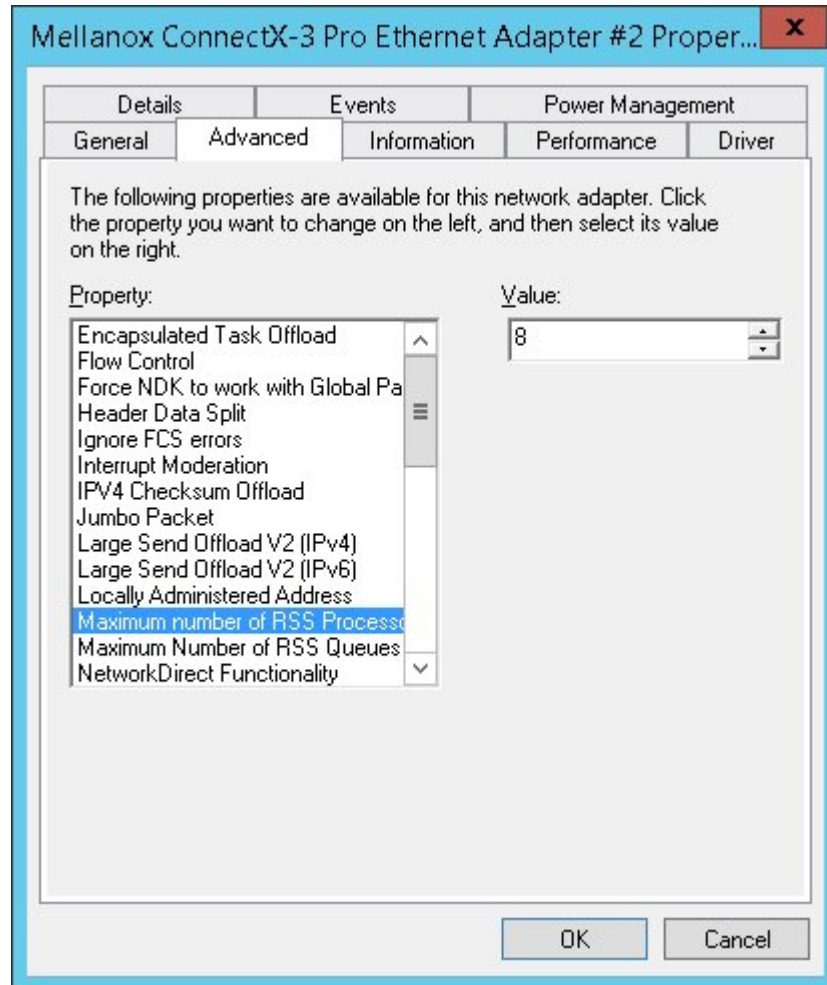 Mellanox ConnectX-3 Pro Ethernet Adapter #2 Proper...
x
Details Events Power Management
General Advanced Information Performance Driver
The following properties are available for this network adapter. Click
the property you want to change on the left, and then select its value
on the right.
Property:
Value:
Encapsulated Task Offload
Flow Control
Force NDK to work with Global Pa
Header Data Split
Ignore FCS errors
Interrupt Moderation
IPV4 Checksum Offload
Jumbo Packet
Large Send Offload V2 (IPv4)
Large Send Offload V2 (IPv6)
Locally Administered Address
Maximum number of RSS Processo
Maximum Number of RSS Queues
NetworkDirect Functionality
8
OK Cancel